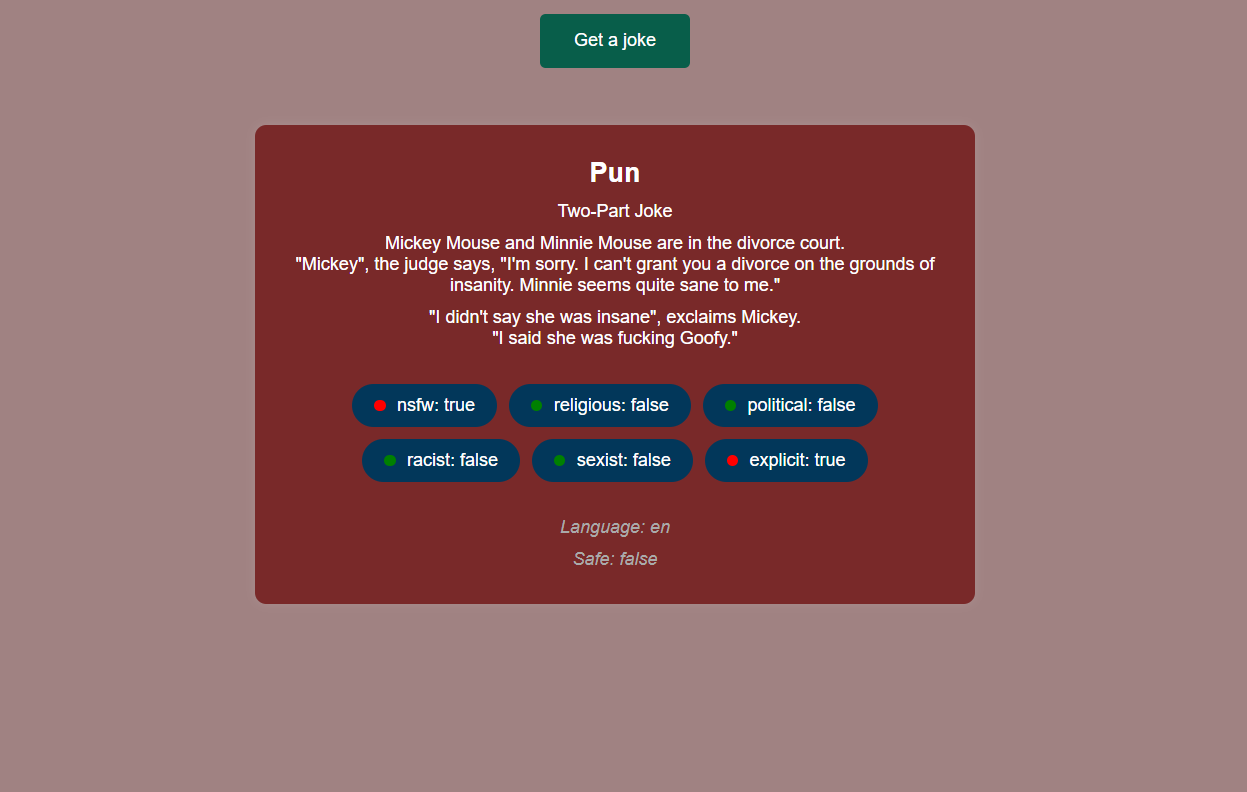 Get a joke
Pun
Two-Part Joke
Mickey Mouse and Minnie Mouse are in the divorce court.
"Mickey", the judge says, "I'm sorry. I can't grant you a divorce on the grounds of
insanity. Minnie seems quite sane to me."
"I didn't say she was insane", exclaims Mickey.
"I said she was fucking Goofy."
nsfw: true religious: false political: false
racist: false sexist: false explicit: true
Language: en
Safe: false